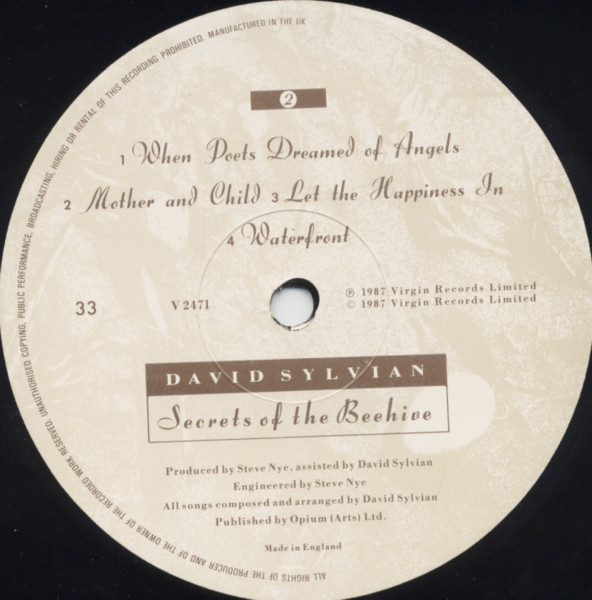 ALL RIGHTS OF THE PRODUCER AND OF THE OWNER OF THE RECORDED WORK RESERVED. UNAUTHORISED COPYING, PUBLIC PERFORMANCE, BROADCASTING, HIRING OR RENTAL OF THIS RECORDING PROHIBITED. MANUFACTURED IN THE UK
2
1 When Poets Dreamed of Angels
2 Mother and Child 3 Let the Happiness In
4 Waterfront
33
V 2471
℗ 1987 Virgin Records Limited
© 1987 Virgin Records Limited
DAVID SYLVIAN
Secrets of the Beehive
Produced by Steve Nye, assisted by David Sylvian
Engineered by Steve Nye
All songs composed and arranged by David Sylvian
Published by Opium (Arts) Ltd.
Made in England